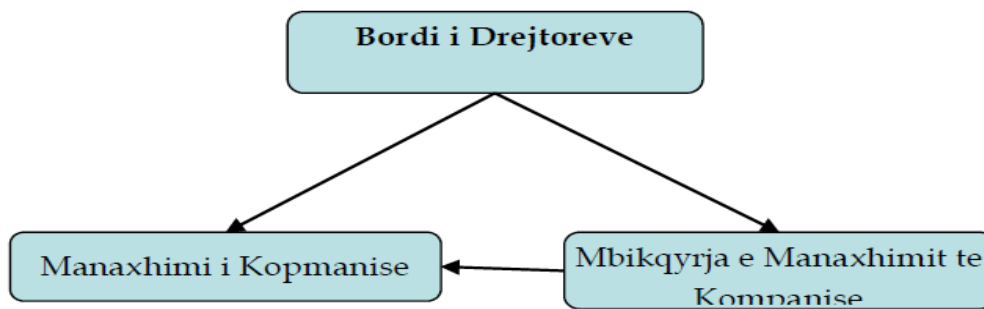 Bordi i Drejtoreve
Manaxhimi i Kopmanise
Mbikqyrja e Manaxhimit te
Kompanise